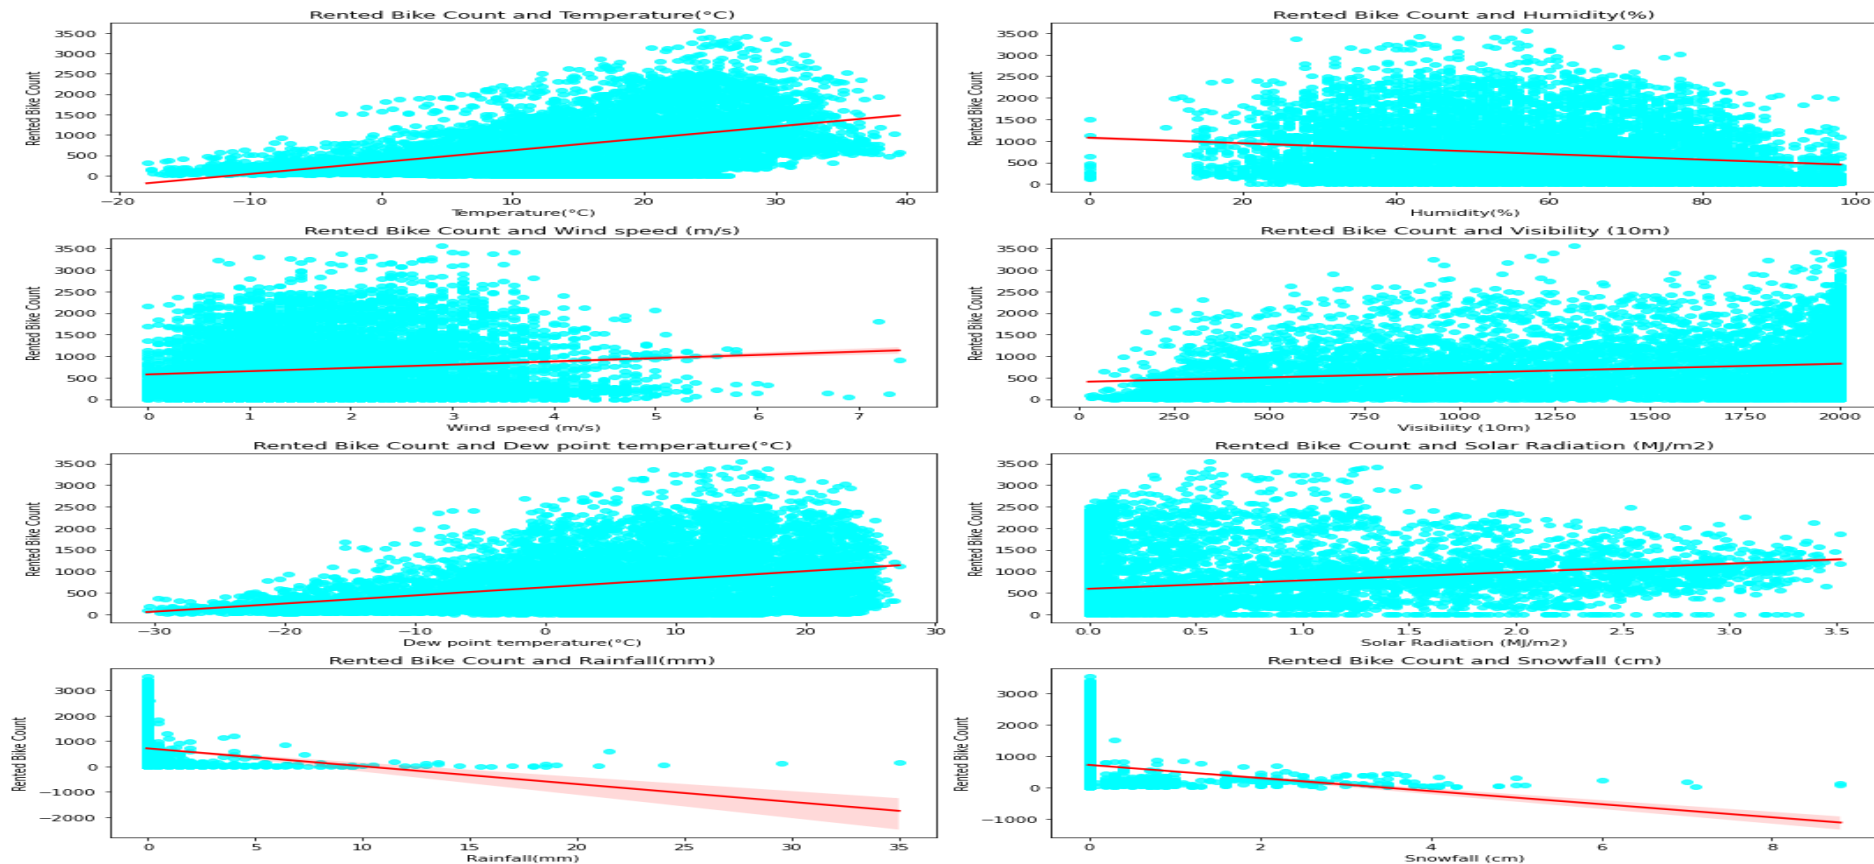 Rented Bike Count and Temperature(°C)
Rented Bike Count
3500
3000
2500
2000
1500
1000
500
0
−20 −10 0 10 20 30 40
Temperature(°C)
Rented Bike Count and Humidity(%)
Rented Bike Count
3500
3000
2500
2000
1500
1000
500
0
0 20 40 60 80 100
Humidity(%)
Rented Bike Count and Wind speed (m/s)
Rented Bike Count
3500
3000
2500
2000
1500
1000
500
0
0 1 2 3 4 5 6 7
Wind speed (m/s)
Rented Bike Count and Visibility (10m)
Rented Bike Count
3500
3000
2500
2000
1500
1000
500
0
0 250 500 750 1000 1250 1500 1750 2000
Visibility (10m)
Rented Bike Count and Dew point temperature(°C)
Rented Bike Count
3500
3000
2500
2000
1500
1000
500
0
−30 −20 −10 0 10 20 30
Dew point temperature(°C)
Rented Bike Count and Solar Radiation (MJ/m2)
Rented Bike Count
3500
3000
2500
2000
1500
1000
500
0
0.0 0.5 1.0 1.5 2.0 2.5 3.0 3.5
Solar Radiation (MJ/m2)
Rented Bike Count and Rainfall(mm)
Rented Bike Count
3000
2000
1000
0
−1000
−2000
0 5 10 15 20 25 30 35
Rainfall(mm)
Rented Bike Count and Snowfall (cm)
Rented Bike Count
3000
2000
1000
0
−1000
0 2 4 6 8
Snowfall (cm)